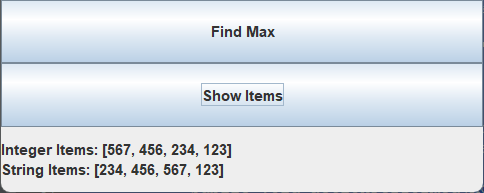 Find Max
Show Items
Integer Items: [567, 456, 234, 123]
String Items: [234, 456, 567, 123]